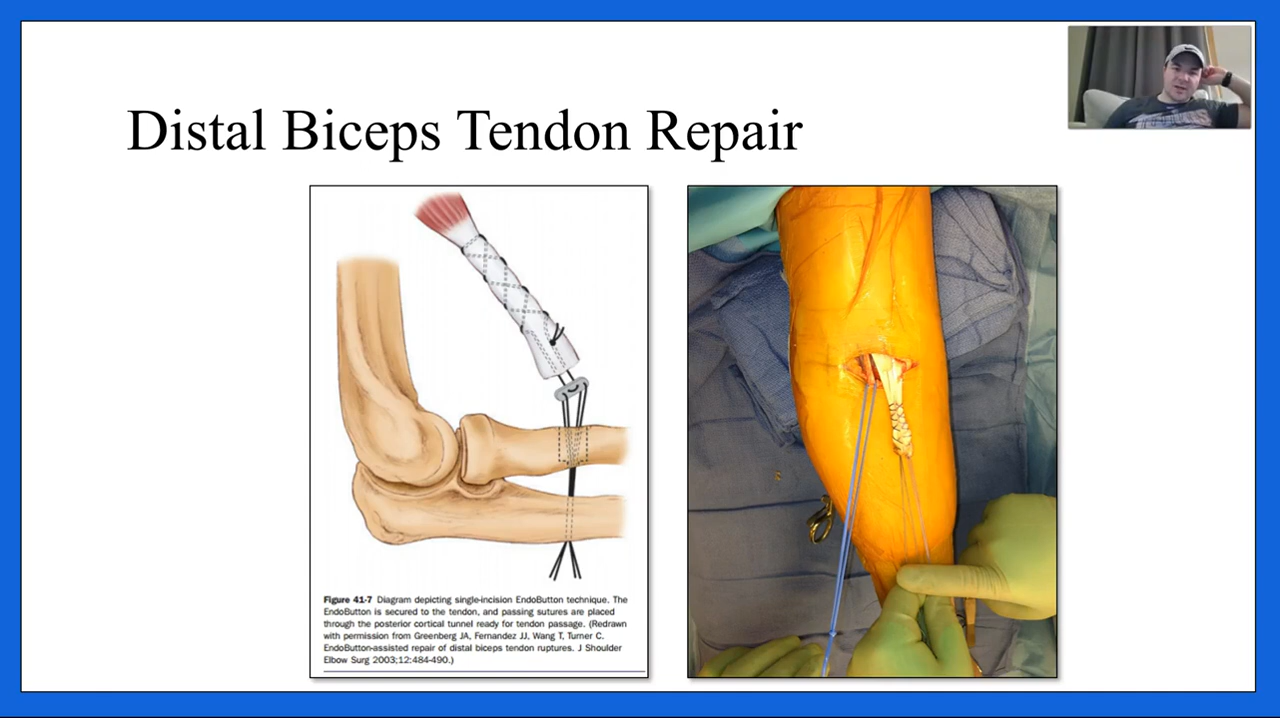 Distal Biceps Tendon Repair
Figure 41-7 Diagram depicting single-incision EndoButton technique. The
EndoButton is secured to the tendon, and passing sutures are placed
through the posterior cortical tunnel ready for tendon passage. (Redrawn
with permission from Greenberg JA, Fernandez JJ, Wang T, Turner C.
EndoButton-assisted repair of distal biceps tendon ruptures. J Shoulder
Elbow Surg 2003;12:484-490.)